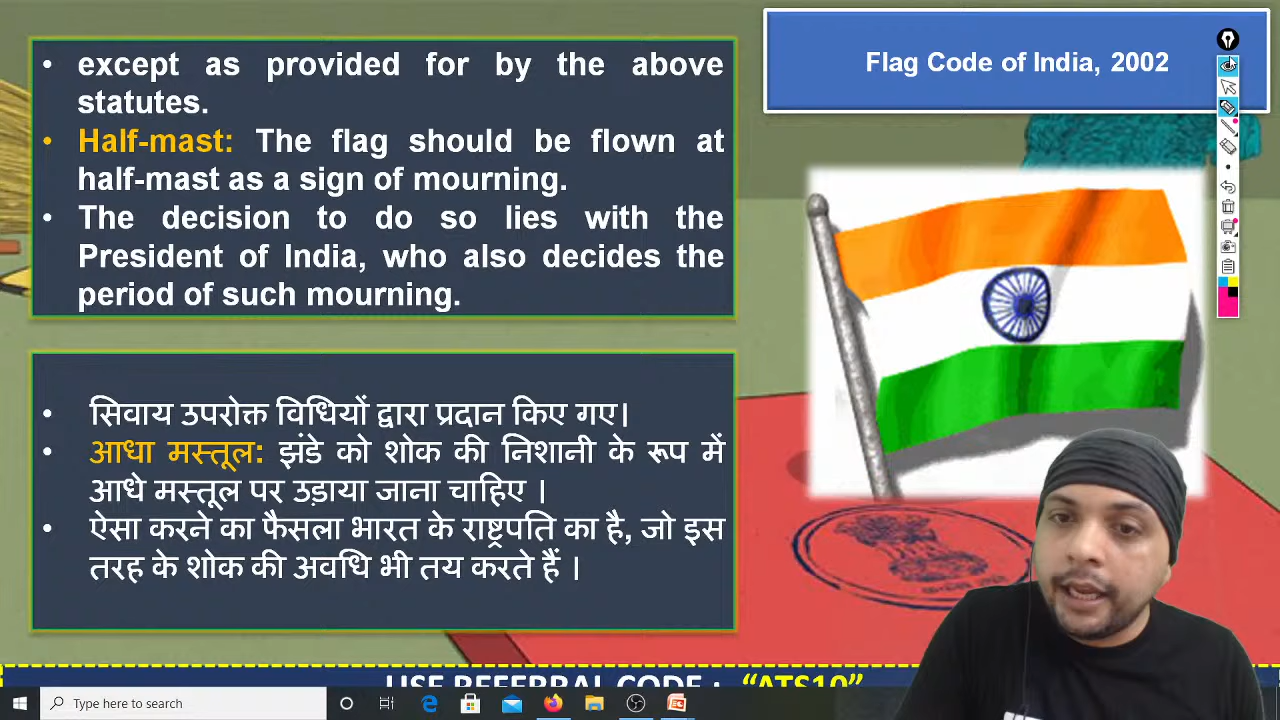 • except as provided for by the above
statutes.
• Half-mast: The flag should be flown at
half-mast as a sign of mourning.
• The decision to do so lies with the
President of India, who also decides the
period of such mourning.
Flag Code of India, 2002
• सिवाय उपरोक्त विधियों द्वारा प्रदान किए गए।
• आधा मस्तूल: झंडे को शोक की निशानी के रूप में
आधे मस्तूल पर उड़ाया जाना चाहिए ।
• ऐसा करने का फैसला भारत के राष्ट्रपति का है, जो इस
तरह के शोक की अवधि भी तय करते हैं ।
USE REFERRAL CODE : “ATS10”
Type here to search